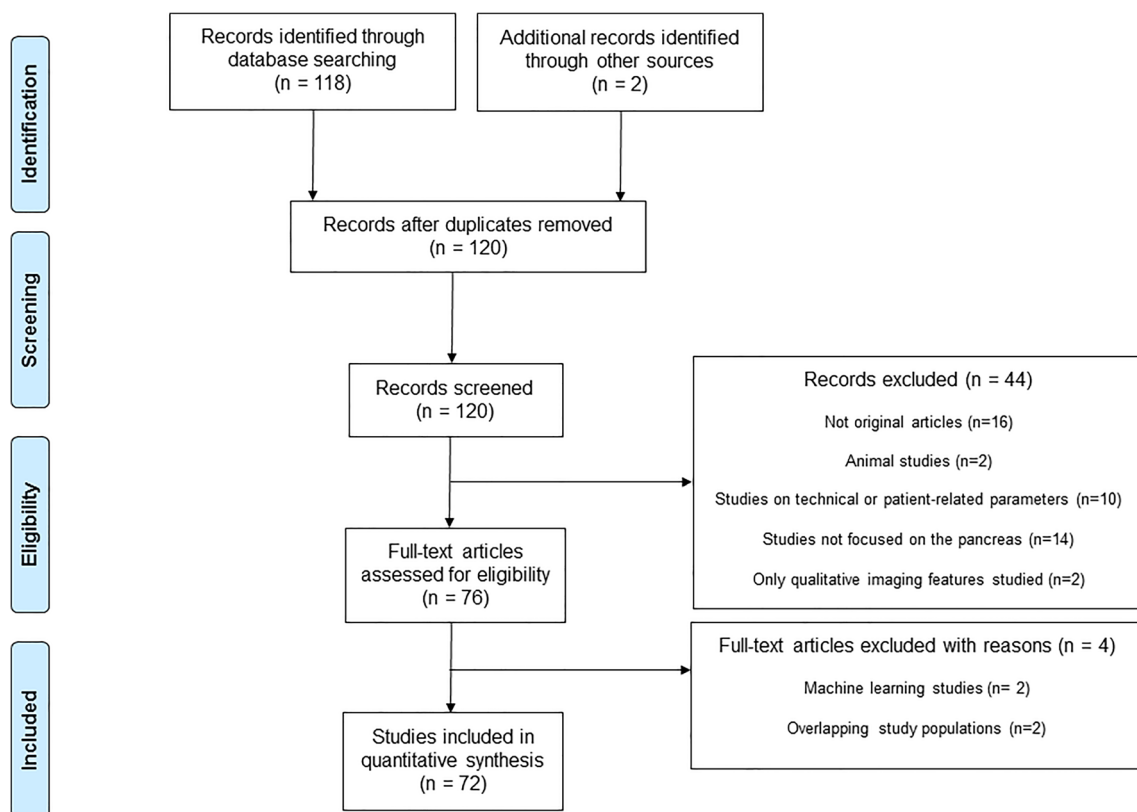 Identification
Records identified through
database searching
(n = 118)
Additional records identified
through other sources
(n = 2)
Records after duplicates removed
(n = 120)
Screening
Records screened
(n = 120)
Records excluded (n = 44)
Not original articles (n=16)
Animal studies (n=2)
Studies on technical or patient-related parameters (n=10)
Studies not focused on the pancreas (n=14)
Only qualitative imaging features studied (n=2)
Eligibility
Full-text articles
assessed for eligibility
(n = 76)
Full-text articles excluded with reasons (n = 4)
Machine learning studies (n= 2)
Overlapping study populations (n=2)
Included
Studies included in
quantitative synthesis
(n = 72)